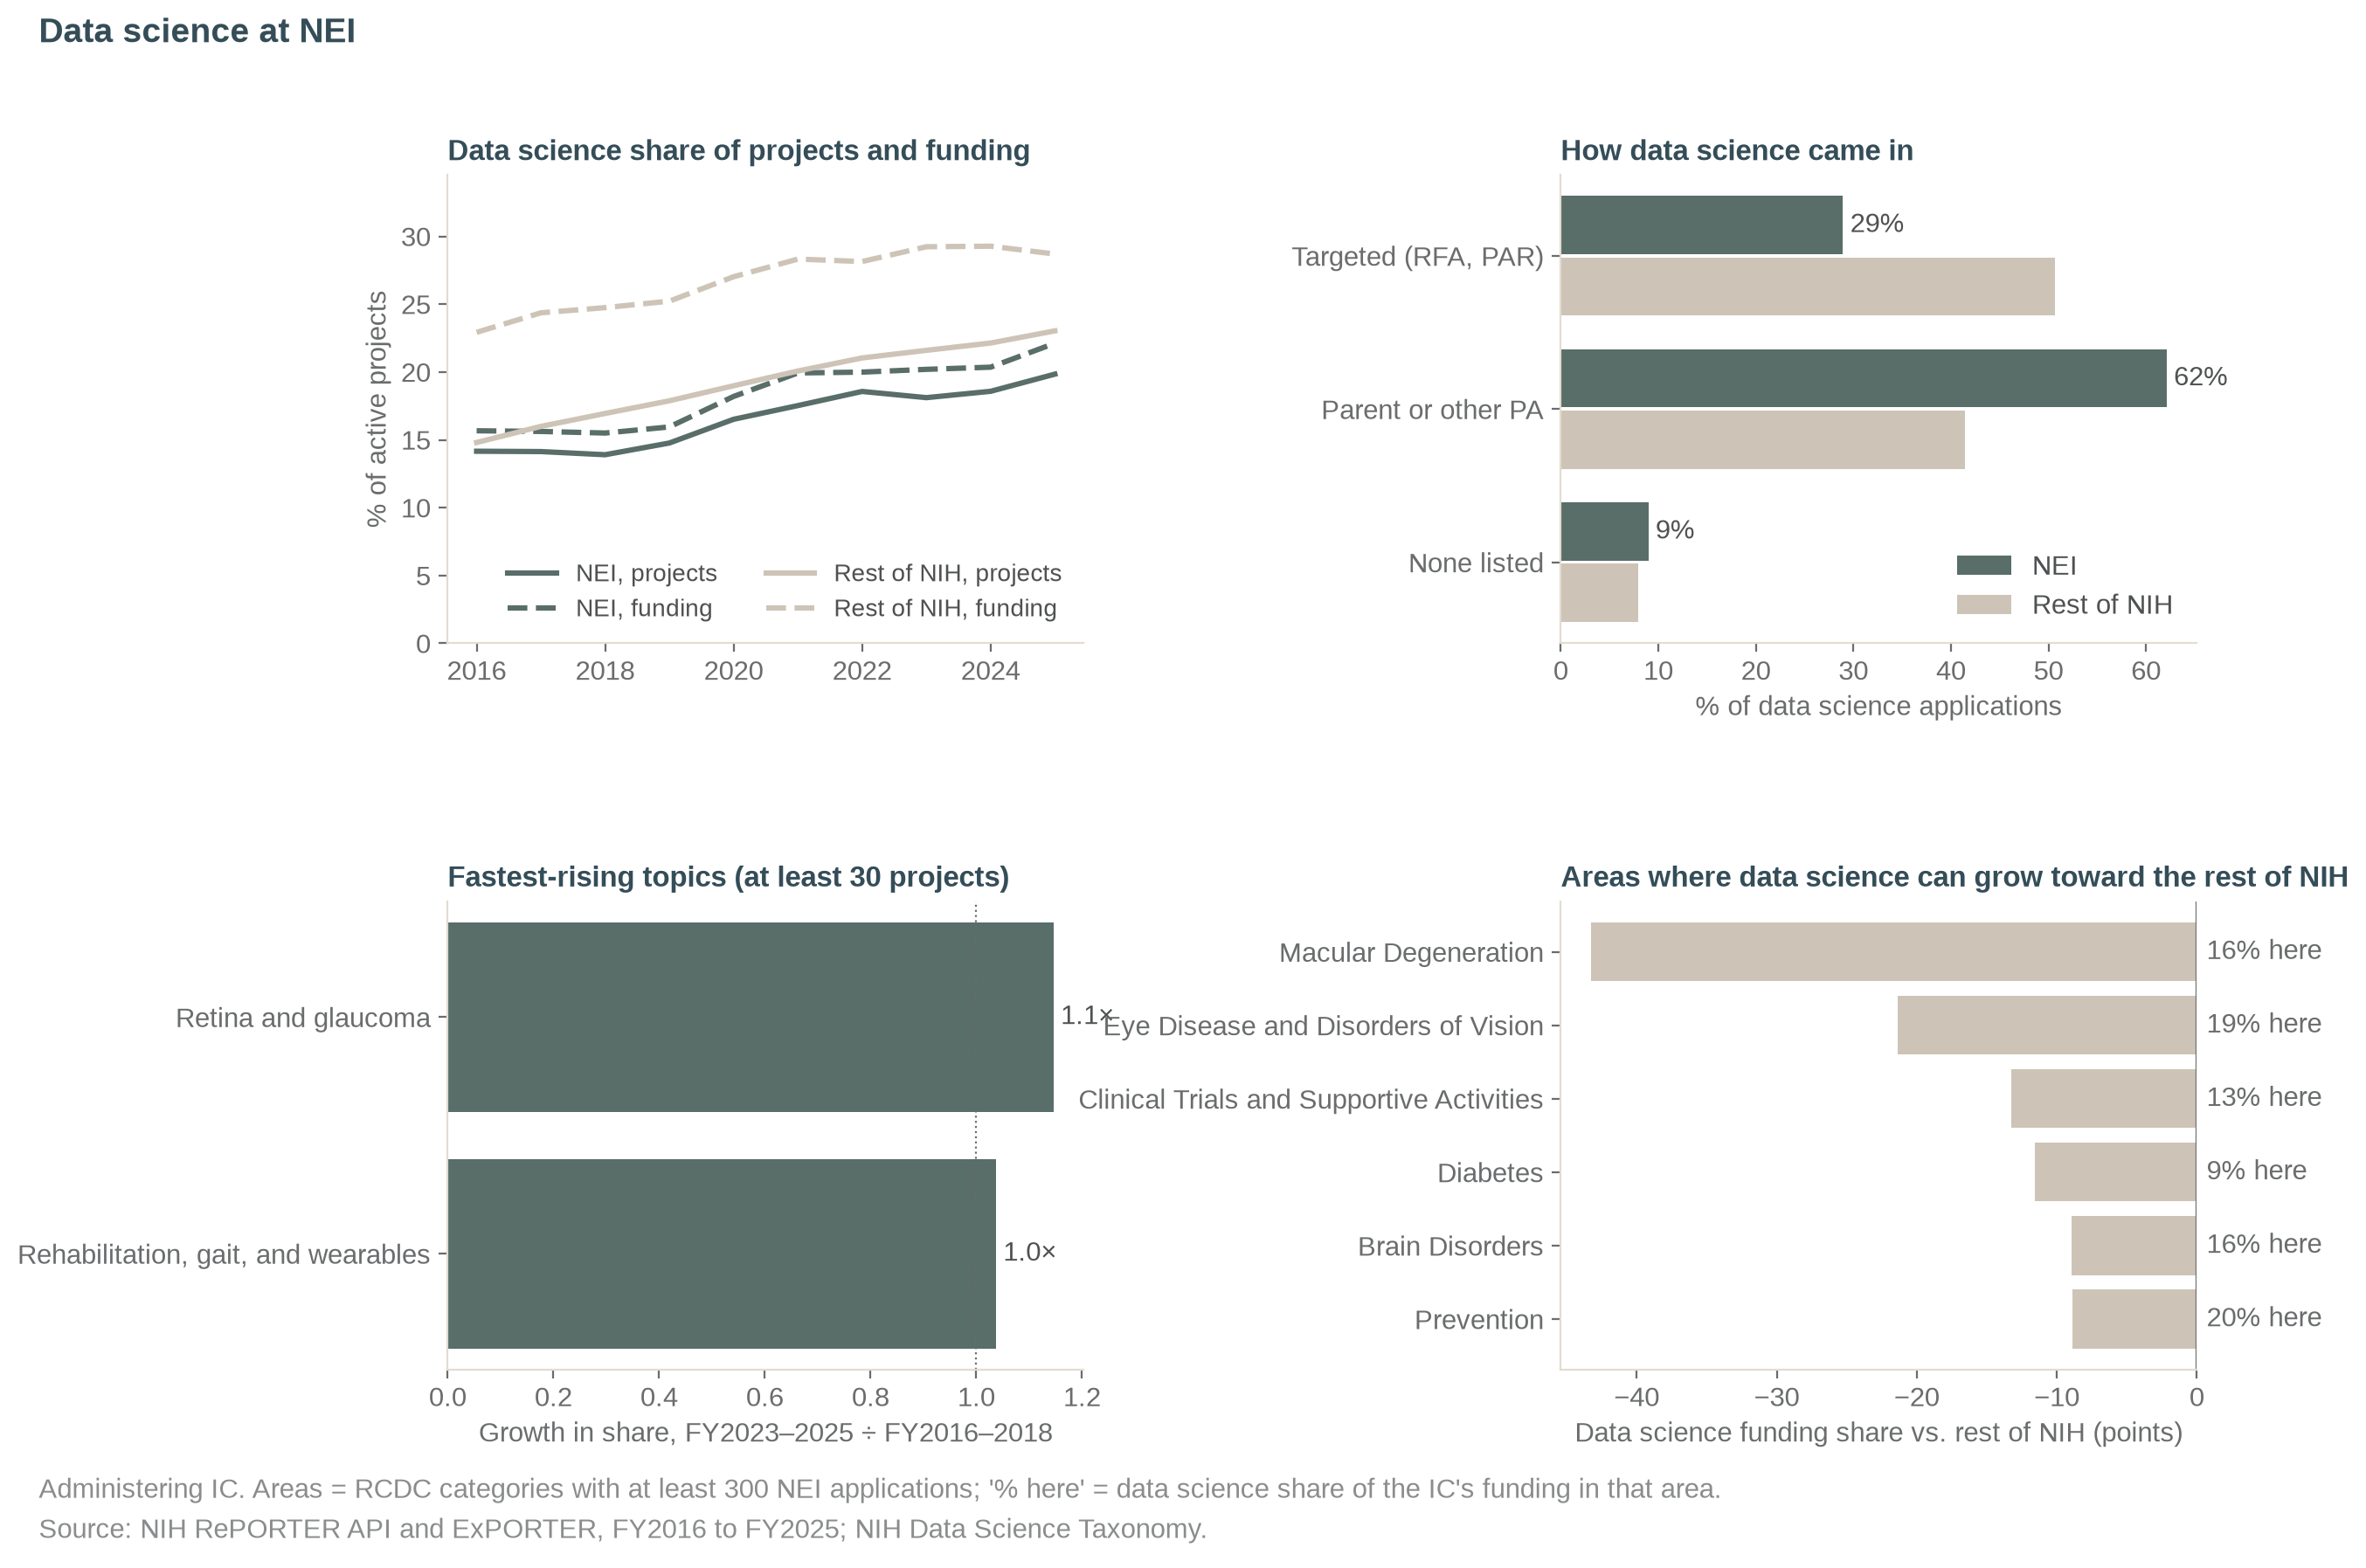 Data science at NEI
Data science share of projects and funding
% of active projects
30
25
20
15
10
5
0
2016 2018 2020 2022 2024
NEI, projects
NEI, funding
Rest of NIH, projects
Rest of NIH, funding
How data science came in
Targeted (RFA, PAR)
Parent or other PA
None listed
29%
62%
9%
NEI
Rest of NIH
0 10 20 30 40 50 60
% of data science applications
Fastest-rising topics (at least 30 projects)
Retina and glaucoma
1.1×
Rehabilitation, gait, and wearables
1.0×
0.0 0.2 0.4 0.6 0.8 1.0 1.2
Growth in share, FY2023–2025 ÷ FY2016–2018
Areas where data science can grow toward the rest of NIH
Macular Degeneration 16% here
Eye Disease and Disorders of Vision 19% here
Clinical Trials and Supportive Activities 13% here
Diabetes 9% here
Brain Disorders 16% here
Prevention 20% here
−40 −30 −20 −10 0
Data science funding share vs. rest of NIH (points)
Administering IC. Areas = RCDC categories with at least 300 NEI applications; '% here' = data science share of the IC's funding in that area.
Source: NIH RePORTER API and ExPORTER, FY2016 to FY2025; NIH Data Science Taxonomy.